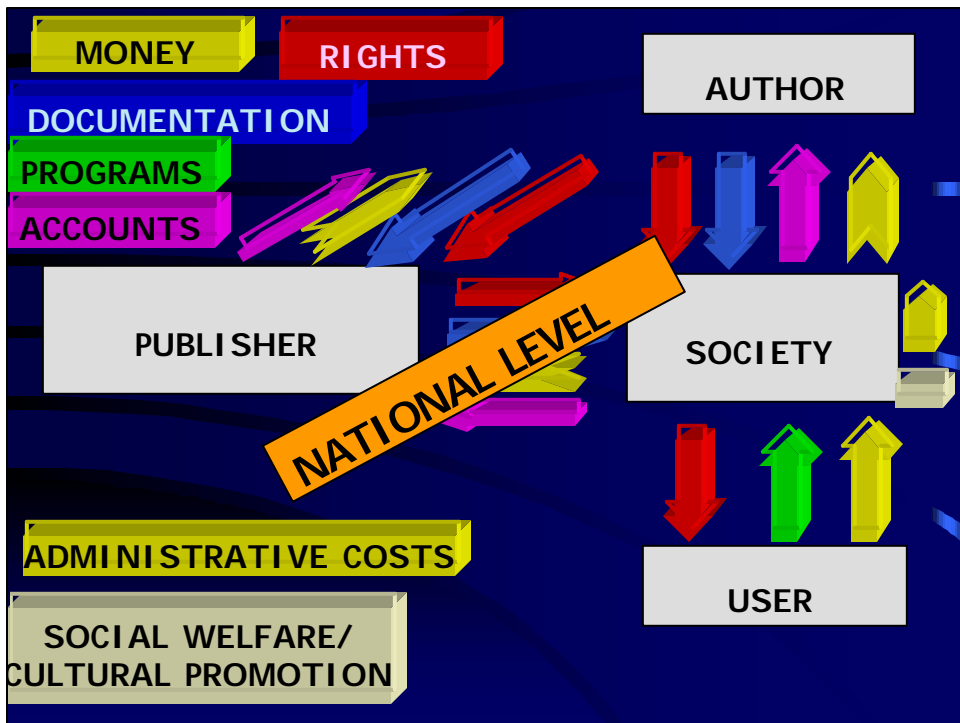 MONEY
RIGHTS
AUTHOR
DOCUMENTATION
PROGRAMS
ACCOUNTS
PUBLISHER
NATIONAL LEVEL
SOCIETY
ADMINISTRATIVE COSTS
USER
SOCIAL WELFARE/
CULTURAL PROMOTION